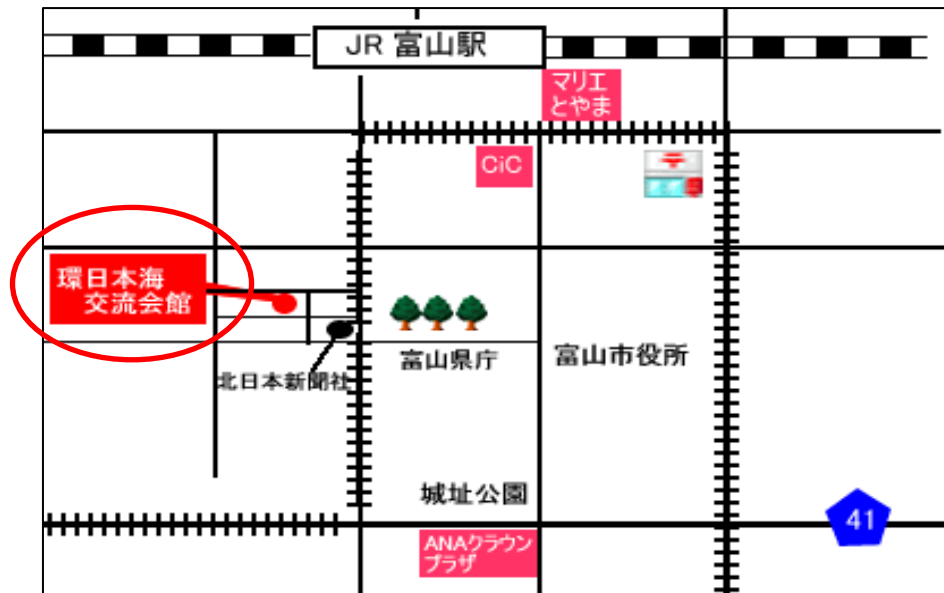 JR 富山駅
マリエ
とやま
CiC
環日本海
交流会館
北日本新聞社
富山県庁
富山市役所
城址公園
ANAクラウン
プラザ
41